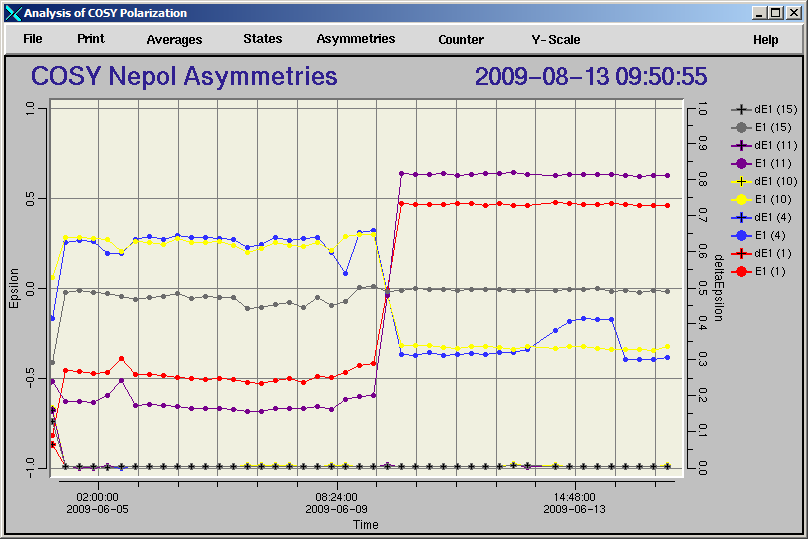 Analysis of COSY Polarization
File Print Averages States Asymmetries Counter Y-Scale Help
COSY Nepol Asymmetries 2009-08-13 09:50:55
1.0
0.5
0.0
-0.5
-1.0
Epsilon
1.0
0.9
0.8
0.7
0.6
0.5
0.4
0.3
0.2
0.1
0.0
deltaEpsilon
dE1 (15)
E1 (15)
dE1 (11)
E1 (11)
dE1 (10)
E1 (10)
dE1 (4)
E1 (4)
dE1 (1)
E1 (1)
02:00:00 08:24:00 14:48:00
2009-06-05 2009-06-09 2009-06-13
Time